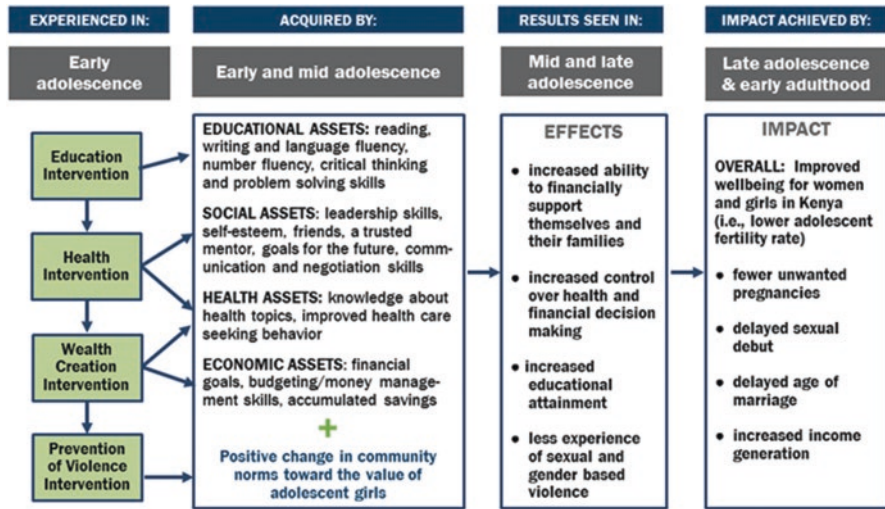 EXPERIENCED IN:
Early
adolescence
Education
Intervention
Health
Intervention
Wealth
Creation
Intervention
Prevention
of Violence
Intervention
ACQUIRED BY:
Early and mid adolescence
EDUCATIONAL ASSETS: reading,
writing and language fluency,
number fluency, critical thinking
and problem solving skills
SOCIAL ASSETS: leadership skills,
self-esteem, friends, a trusted
mentor, goals for the future, comm-
unication and negotiation skills
HEALTH ASSETS: knowledge about
health topics, improved health care
seeking behavior
ECONOMIC ASSETS: financial
goals, budgeting/money manage-
ment skills, accumulated savings
+
Positive change in community
norms toward the value of
adolescent girls
RESULTS SEEN IN:
Mid and late
adolescence
EFFECTS
• increased ability
to financially
support
themselves and
their families
• increased control
over health and
financial decision
making
• increased
educational
attainment
• less experience
of sexual and
gender based
violence
IMPACT ACHIEVED BY:
Late adolescence
& early adulthood
IMPACT
OVERALL: Improved
wellbeing for women
and girls in Kenya
(i.e., lower adolescent
fertility rate)
• fewer unwanted
pregnancies
• delayed sexual
debut
• delayed age of
marriage
• increased income
generation